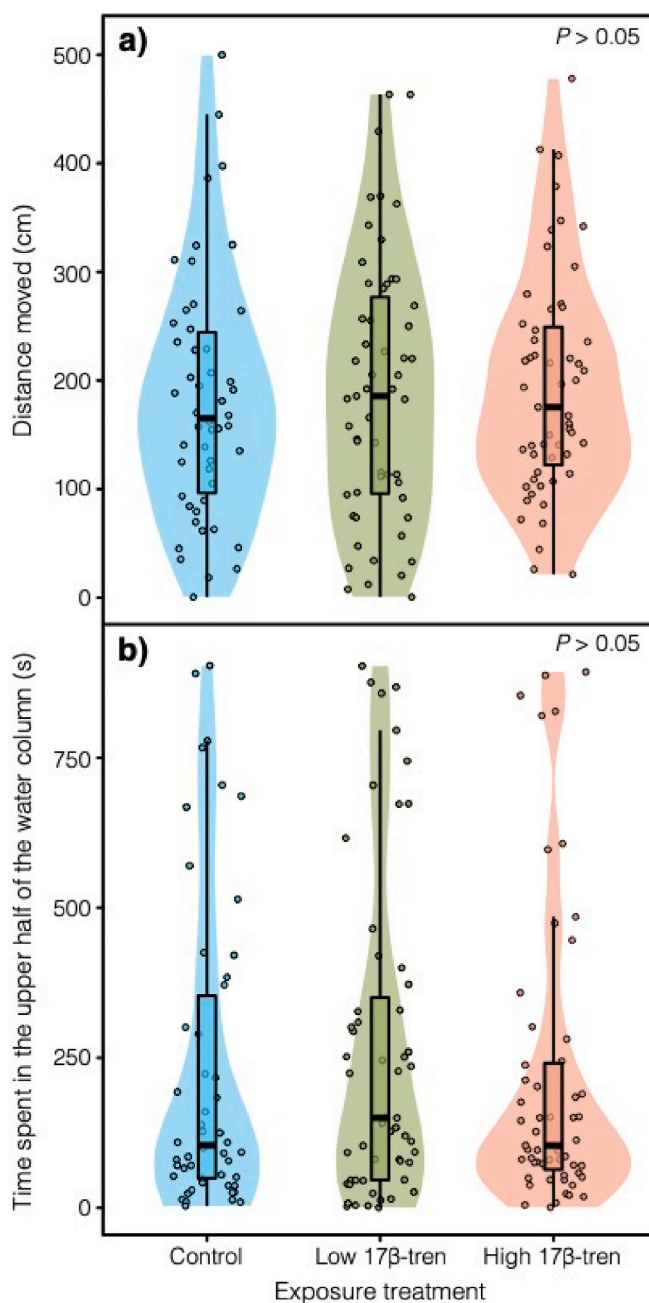 a)
P > 0.05
500
400
300
200
100
0
Distance moved (cm)
b)
P > 0.05
750
500
250
0
Time spent in the upper half of the water column (s)
Control
Low 17β-tren
High 17β-tren
Exposure treatment